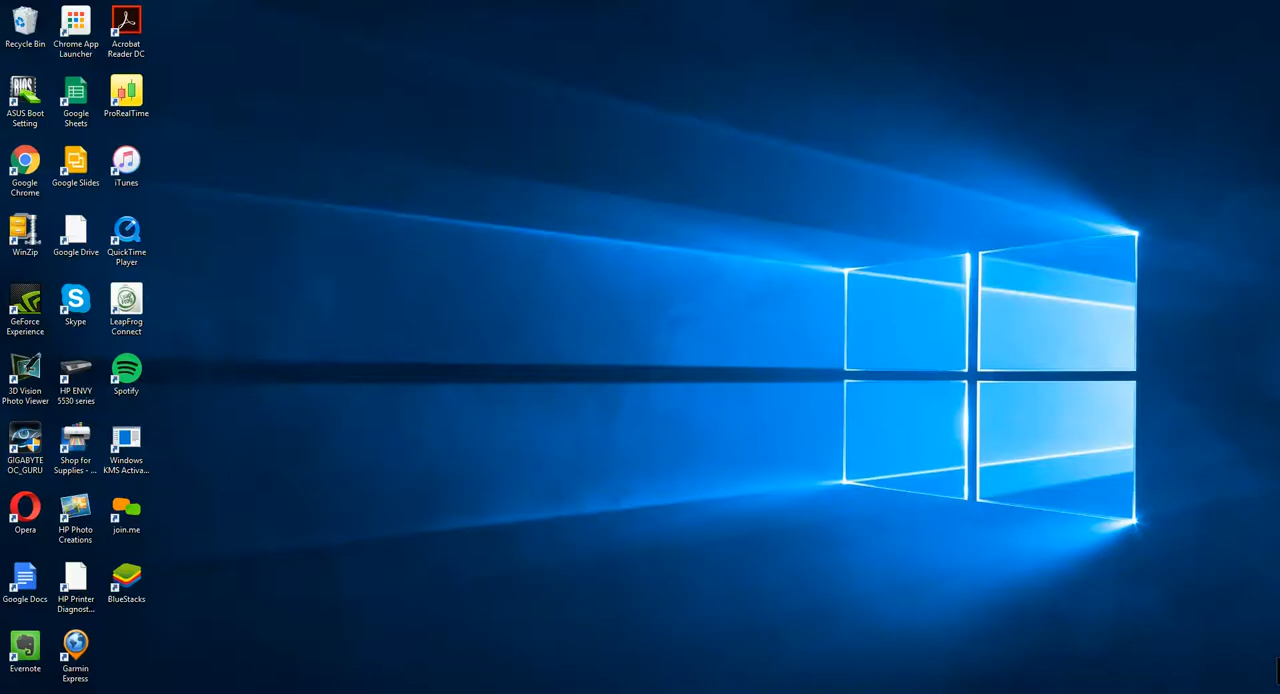 Recycle Bin
Chrome App
Launcher
Acrobat
Reader DC
ASUS Boot
Setting
Google
Sheets
ProRealTime
Google
Chrome
Google Slides
iTunes
WinZip
Google Drive
QuickTime
Player
GeForce
Experience
Skype
LeapFrog
Connect
3D Vision
Photo Viewer
HP ENVY
5530 series
Spotify
GIGABYTE
OC_GURU
Shop for
Supplies - ...
Windows
KMS Activa...
Opera
HP Photo
Creations
join.me
Google Docs
HP Printer
Diagnost...
BlueStacks
Evernote
Garmin
Express